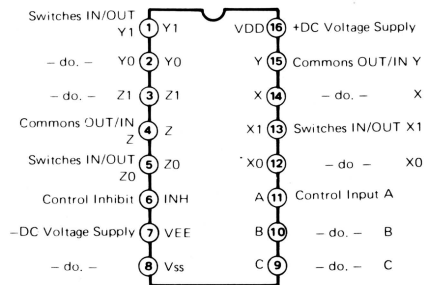 Switches IN/OUT Y1 1 Y1 VDD 16 +DC Voltage Supply
– do. – Y0 2 Y0 Y 15 Commons OUT/IN Y
– do. – Z1 3 Z1 X 14 – do. – X
Commons OUT/IN Z 4 Z X1 13 Switches IN/OUT X1
Switches IN/OUT Z0 5 Z0 X0 12 – do – X0
Control Inhibit 6 INH A 11 Control Input A
–DC Voltage Supply 7 VEE B 10 – do. – B
– do. – 8 Vss C 9 – do. – C